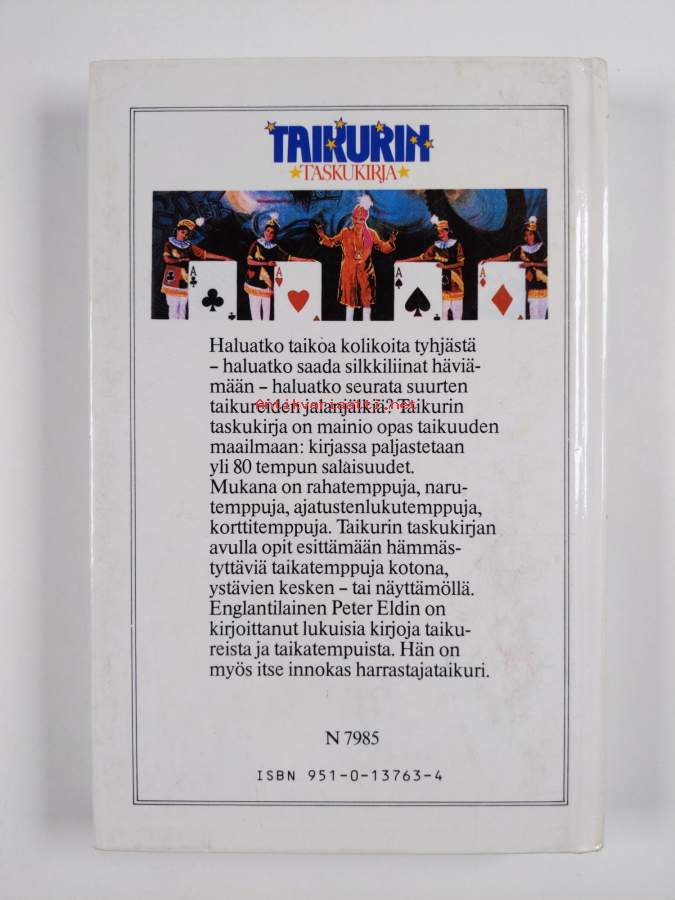 TAIKURIN
TASKUKIRJA
A
A
A
A
Haluatko taikoa kolikoita tyhjästä
– haluatko saada silkkiliinat häviä-
mään – haluatko seurata suurten
taikureiden jalanjälkiä? Taikurin
Antikvariaatti.net
taskukirja on mainio opas taikuuden
maailmaan: kirjassa paljastetaan
yli 80 tempun salaisuudet.
Mukana on rahatemppuja, naru-
temppuja, ajatustenlukutemppuja,
korttitemppuja. Taikurin taskukirjan
avulla opit esittämään hämmäs-
tyttäviä taikatemppuja kotona,
ystävien kesken – tai näyttämöllä.
Englantilainen Peter Eldin on
kirjoittanut lukuisia kirjoja taiku-
reista ja taikatempuista. Hän on
myös itse innokas harrastajataikuri.
N 7985
ISBN 951-0-13763-4